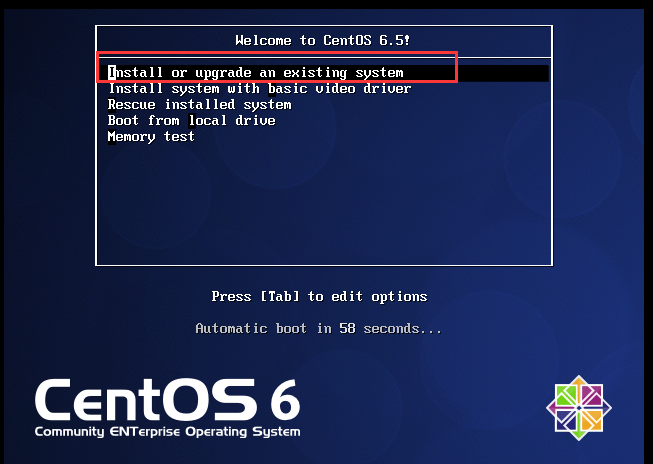 Welcome to CentOS 6.5!
Install or upgrade an existing system
Install system with basic video driver
Rescue installed system
Boot from local drive
Memory test
Press [Tab] to edit options
Automatic boot in 58 seconds...
CentOS 6
Community ENTerprise Operating System